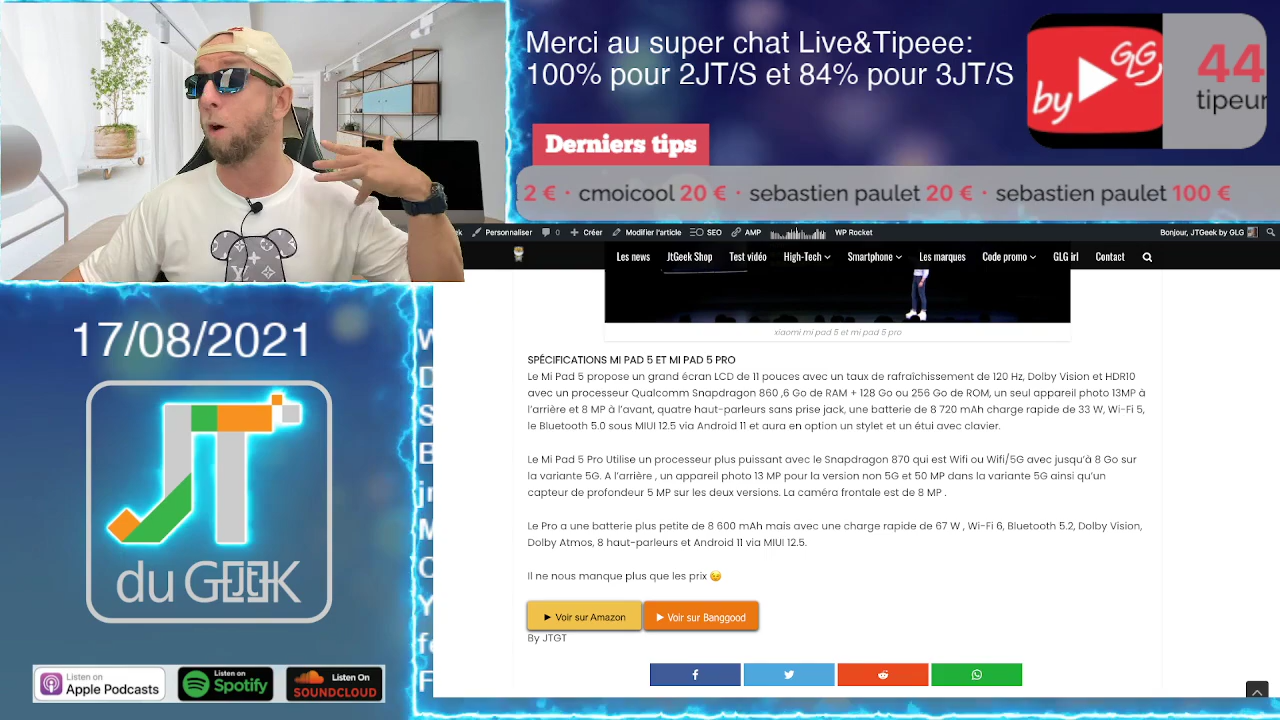 Merci au super chat Live&Tipeee:
100% pour 2JT/S et 84% pour 3JT/S
by GLG
44
tipeur
Derniers tips
2 € · cmoicool 20 € · sebastien paulet 20 € · sebastien paulet 100 €
Personnaliser 0 Créer Modifier l'article SEO AMP WP Rocket Bonjour, JTGeek by GLG
Les news JtGeek Shop Test vidéo High-Tech Smartphone Les marques Code promo GLG irl Contact
xiaomi mi pad 5 et mi pad 5 pro
SPÉCIFICATIONS MI PAD 5 ET MI PAD 5 PRO
Le Mi Pad 5 propose un grand écran LCD de 11 pouces avec un taux de rafraîchissement de 120 Hz, Dolby Vision et HDR10
avec un processeur Qualcomm Snapdragon 860 ,6 Go de RAM + 128 Go ou 256 Go de ROM, un seul appareil photo 13MP à
l'arrière et 8 MP à l'avant, quatre haut-parleurs sans prise jack, une batterie de 8 720 mAh charge rapide de 33 W, Wi-Fi 5,
le Bluetooth 5.0 sous MIUI 12.5 via Android 11 et aura en option un stylet et un étui avec clavier.
Le Mi Pad 5 Pro Utilise un processeur plus puissant avec le Snapdragon 870 qui est Wifi ou Wifi/5G avec jusqu'à 8 Go sur
la variante 5G. A l'arrière , un appareil photo 13 MP pour la version non 5G et 50 MP dans la variante 5G ainsi qu'un
capteur de profondeur 5 MP sur les deux versions. La caméra frontale est de 8 MP .
Le Pro a une batterie plus petite de 8 600 mAh mais avec une charge rapide de 67 W , Wi-Fi 6, Bluetooth 5.2, Dolby Vision,
Dolby Atmos, 8 haut-parleurs et Android 11 via MIUI 12.5.
Il ne nous manque plus que les prix 😉
► Voir sur Amazon ► Voir sur Banggood
By JTGT
17/08/2021
JT
du GEEK
Listen on
Apple Podcasts
Listen on
Spotify
Listen On
SOUNDCLOUD